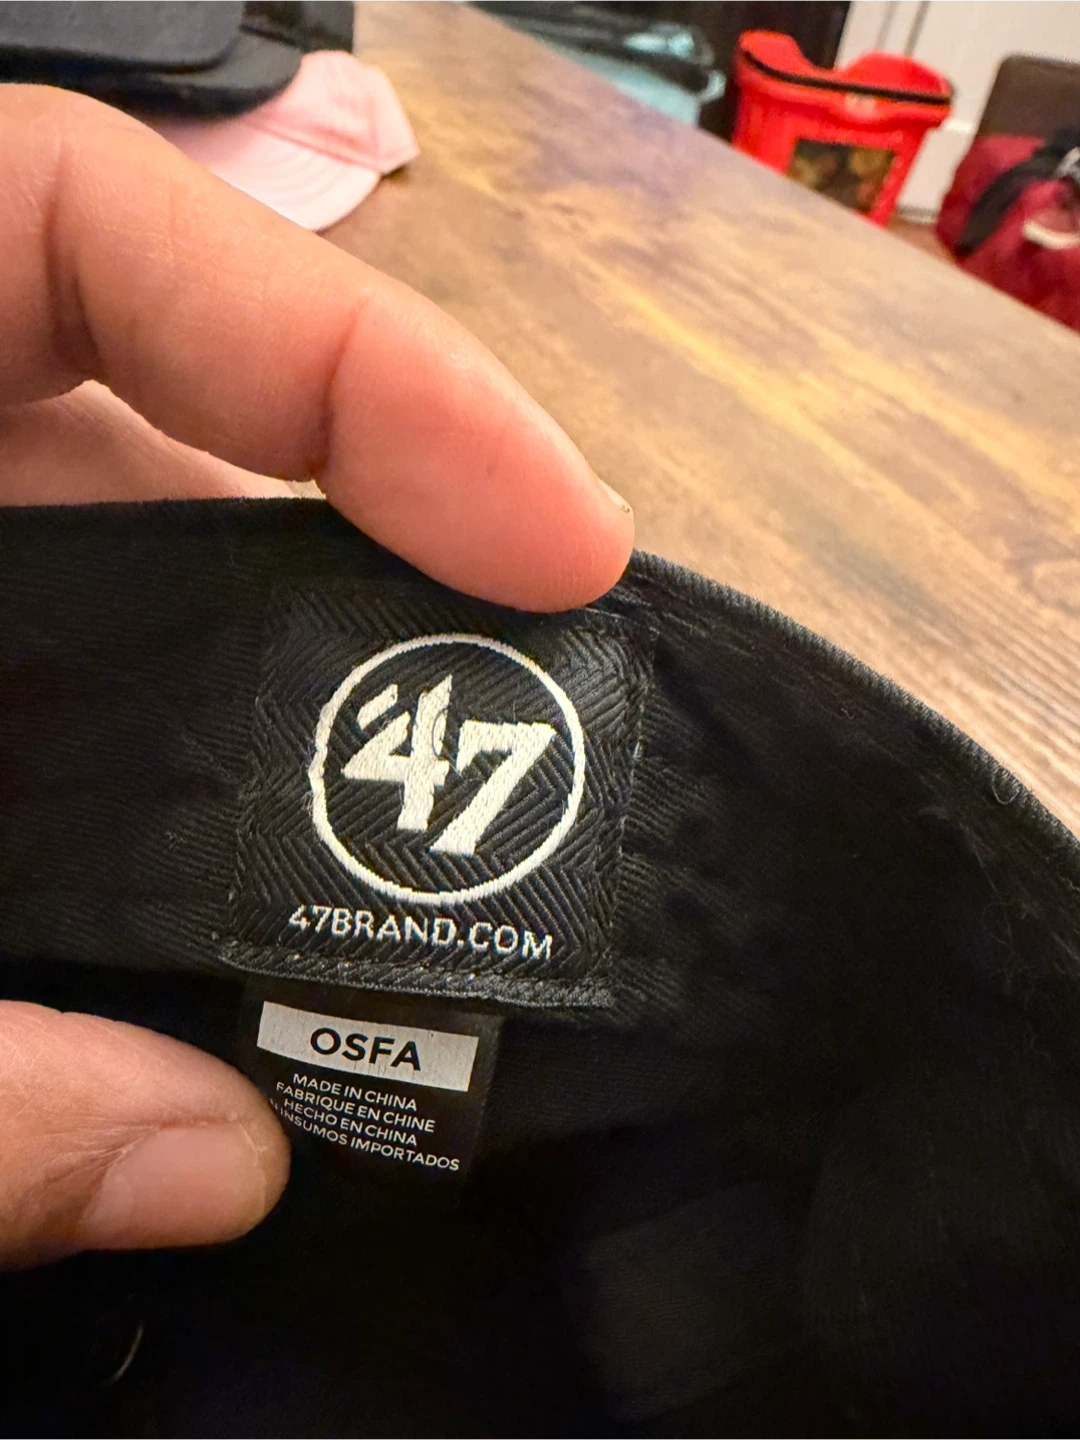 '47
47BRAND.COM
OSFA
MADE IN CHINA
FABRIQUE EN CHINE
HECHO EN CHINA
INSUMOS IMPORTADOS